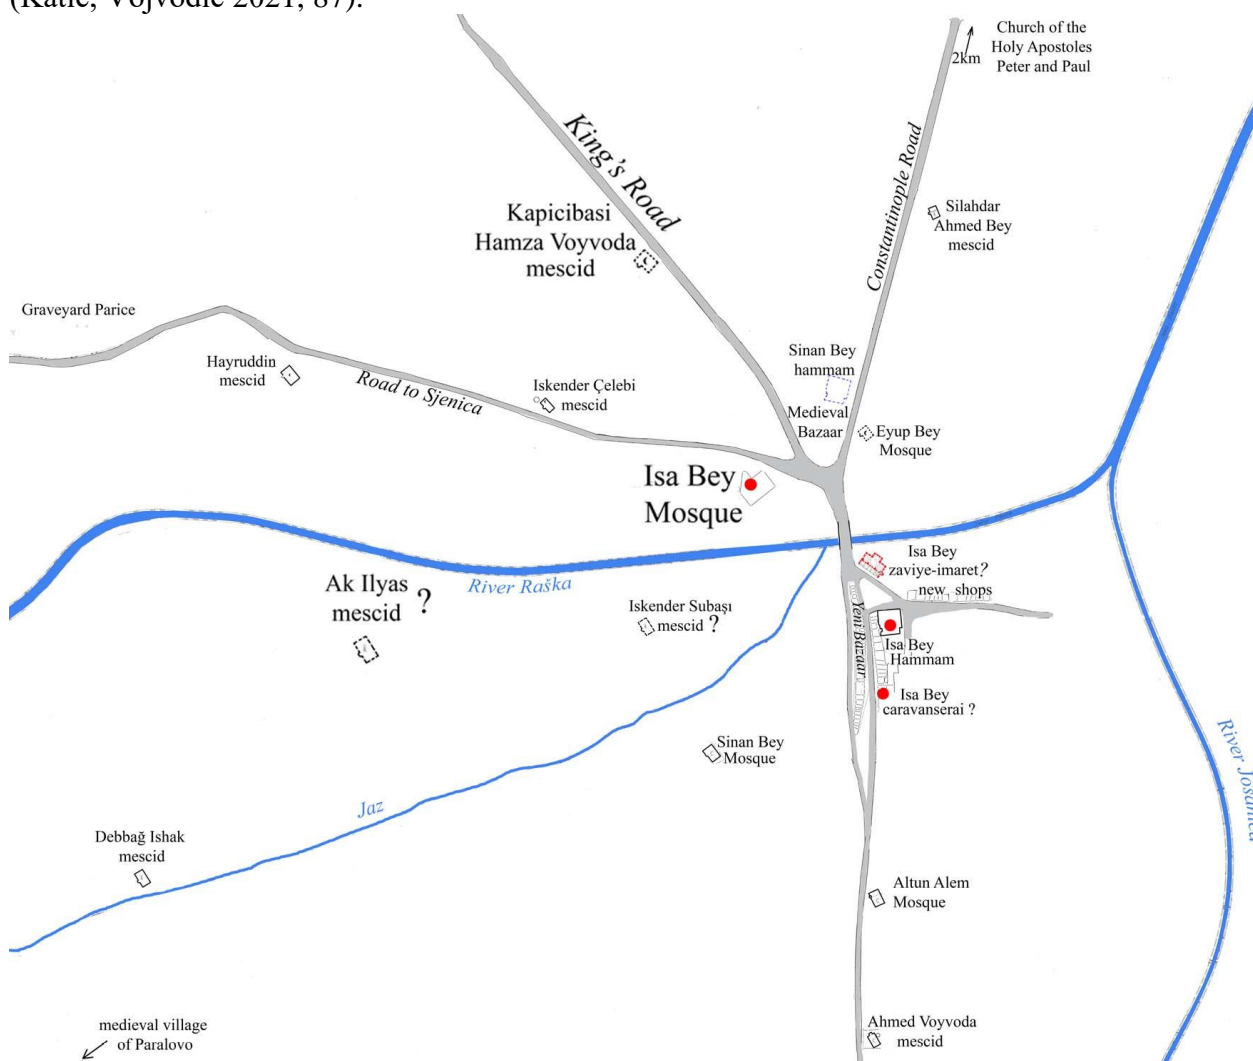 (Katić, Vojvodić 2021, 87).
Church of the
Holy Apostoles
Peter and Paul
2km
King's Road
Constantinople Road
Kapicibasi
Hamza Voyvoda
mescid
Silahdar
Ahmed Bey
mescid
Graveyard Parice
Hayruddin
mescid
Road to Sjenica
Iskender Çelebi
mescid
Sinan Bey
hammam
Medieval
Bazaar
Eyup Bey
Mosque
Isa Bey
Mosque
River Raška
Isa Bey
zaviye-imaret?
new shops
Ak Ilyas
mescid ?
Iskender Subaşı
mescid ?
Yeni Bazaar
Isa Bey
Hammam
Isa Bey
caravanserai ?
Sinan Bey
Mosque
River Jošanica
Jaz
Debbağ Ishak
mescid
Altun Alem
Mosque
Ahmed Voyvoda
mescid
medieval village
of Paralovo